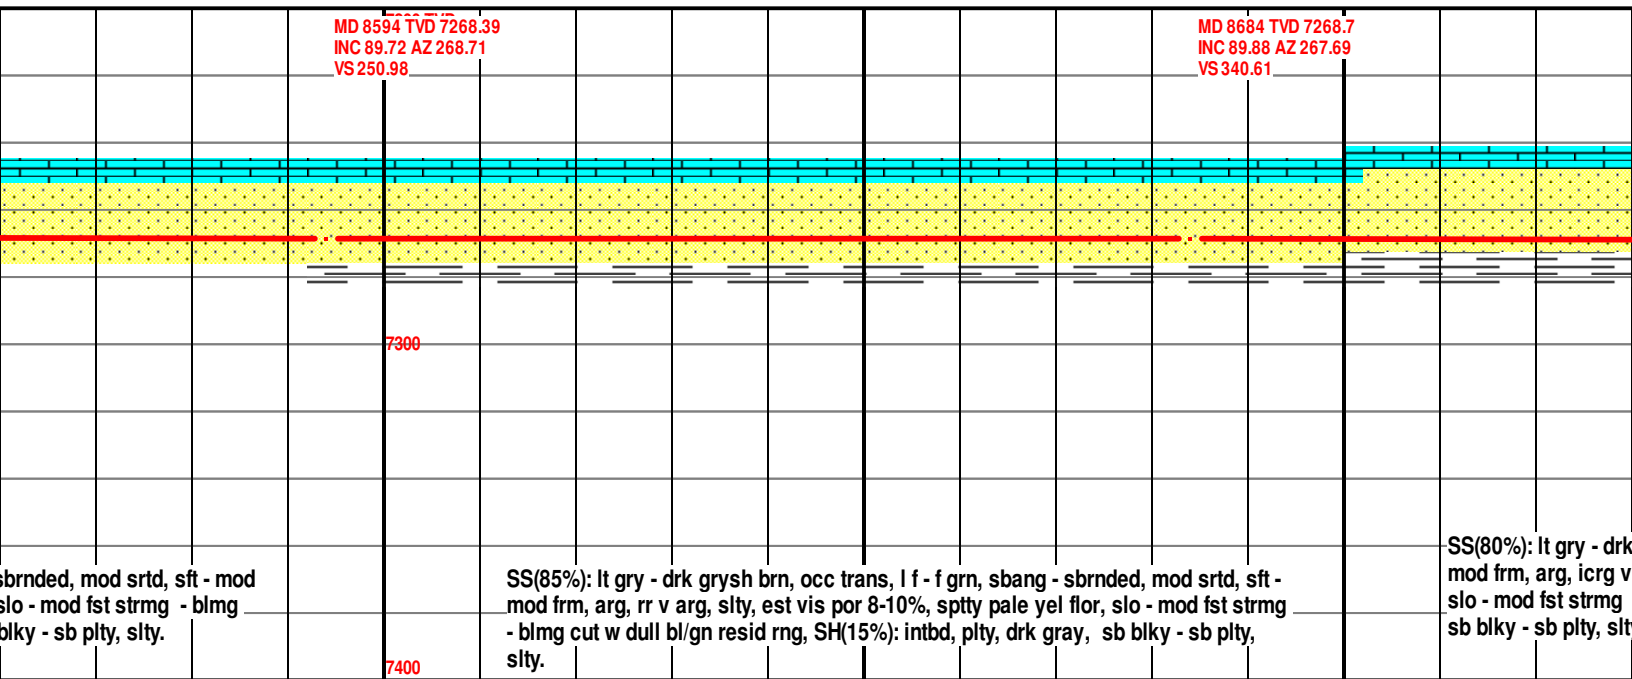 MD 8594 TVD 7268.39
INC 89.72 AZ 268.71
VS 250.98
MD 8684 TVD 7268.7
INC 89.88 AZ 267.69
VS 340.61
7300
sbrnded, mod srtd, sft - mod
slo - mod fst strmg - blmg
blky - sb plty, slty.
SS(85%): lt gry - drk grysh brn, occ trans, l f - f grn, sbang - sbrnded, mod srtd, sft -
mod frm, arg, rr v arg, slty, est vis por 8-10%, sptty pale yel flor, slo - mod fst strmg
- blmg cut w dull bl/gn resid rng, SH(15%): intbd, plty, drk gray, sb blky - sb plty,
slty.
SS(80%): lt gry - drk
mod frm, arg, icrg v
slo - mod fst strmg
sb blky - sb plty, slty
7400